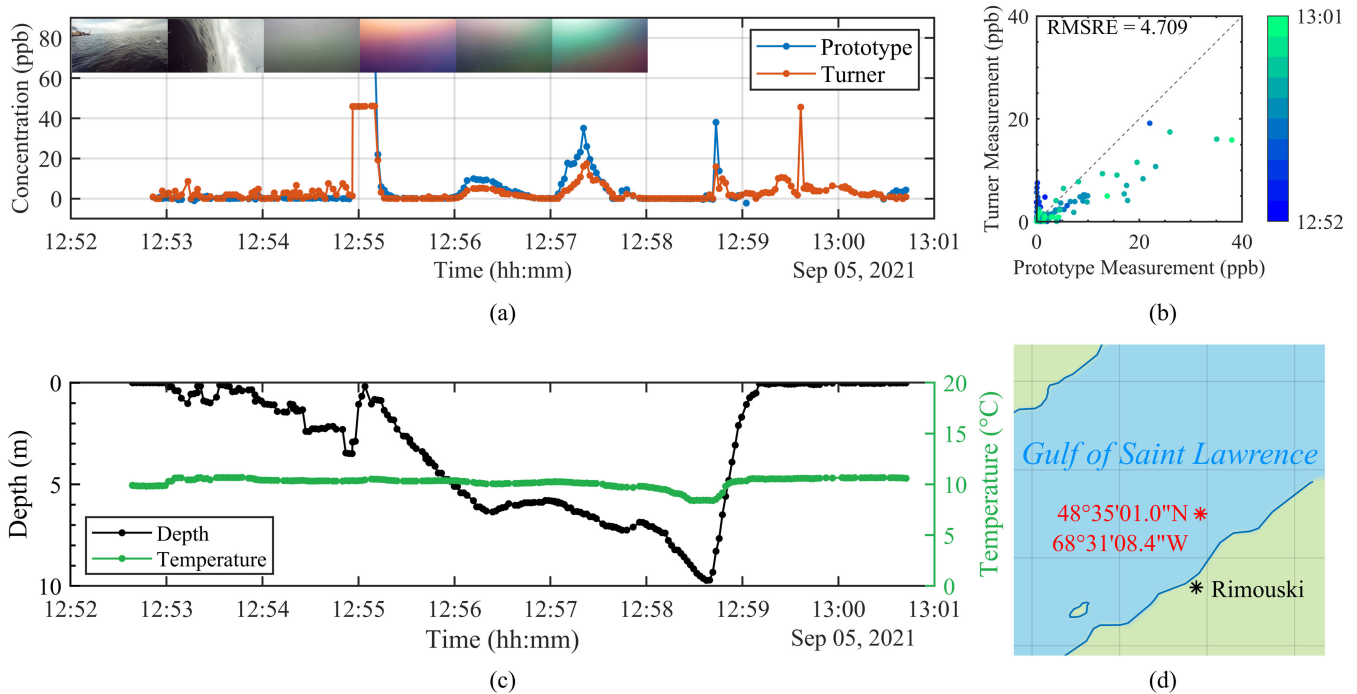 Concentration (ppb)
80
60
40
20
0
Prototype
Turner
12:52 12:53 12:54 12:55 12:56 12:57 12:58 12:59 13:00 13:01
Time (hh:mm)
Sep 05, 2021
(a)
Turner Measurement (ppb)
40
20
0
RMSRE = 4.709
0 20 40
Prototype Measurement (ppb)
13:01
12:52
(b)
Depth (m)
0
5
10
Depth
Temperature
20
15
10
5
0
Temperature (°C)
12:52 12:53 12:54 12:55 12:56 12:57 12:58 12:59 13:00 13:01
Time (hh:mm)
Sep 05, 2021
(c)
Gulf of Saint Lawrence
48°35'01.0"N
68°31'08.4"W
Rimouski
(d)